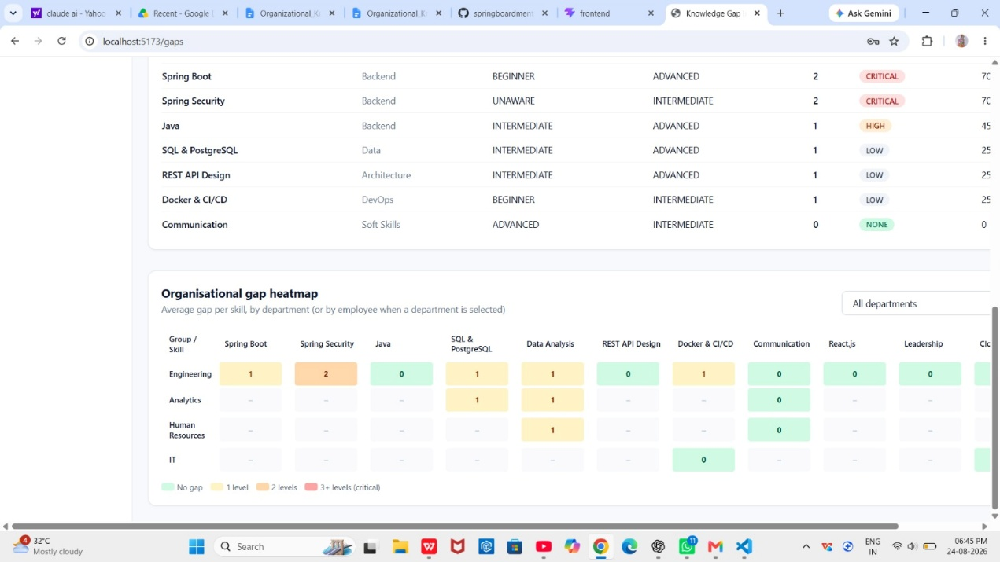 claude ai - Yahoo
Recent - Google
Organizational_K
Organizational_K
springboardment
frontend
Knowledge Gap
Ask Gemini
localhost:5173/gaps
Spring Boot Backend BEGINNER ADVANCED 2 CRITICAL 70
Spring Security Backend UNAWARE INTERMEDIATE 2 CRITICAL 70
Java Backend INTERMEDIATE ADVANCED 1 HIGH 45
SQL & PostgreSQL Data INTERMEDIATE ADVANCED 1 LOW 25
REST API Design Architecture INTERMEDIATE ADVANCED 1 LOW 25
Docker & CI/CD DevOps BEGINNER INTERMEDIATE 1 LOW 25
Communication Soft Skills ADVANCED INTERMEDIATE 0 NONE 0
Organisational gap heatmap
Average gap per skill, by department (or by employee when a department is selected)
All departments
Group / Skill Spring Boot Spring Security Java SQL & PostgreSQL Data Analysis REST API Design Docker & CI/CD Communication React.js Leadership Clo
Engineering 1 2 0 1 1 0 1 0 0 0
Analytics – – – 1 1 – – 0 – –
Human Resources – – – – 1 – – 0 – –
IT – – – – – – 0 – – –
No gap 1 level 2 levels 3+ levels (critical)
4
32°C
Mostly cloudy
Search
11
ENG
IN
06:45 PM
24-08-2026